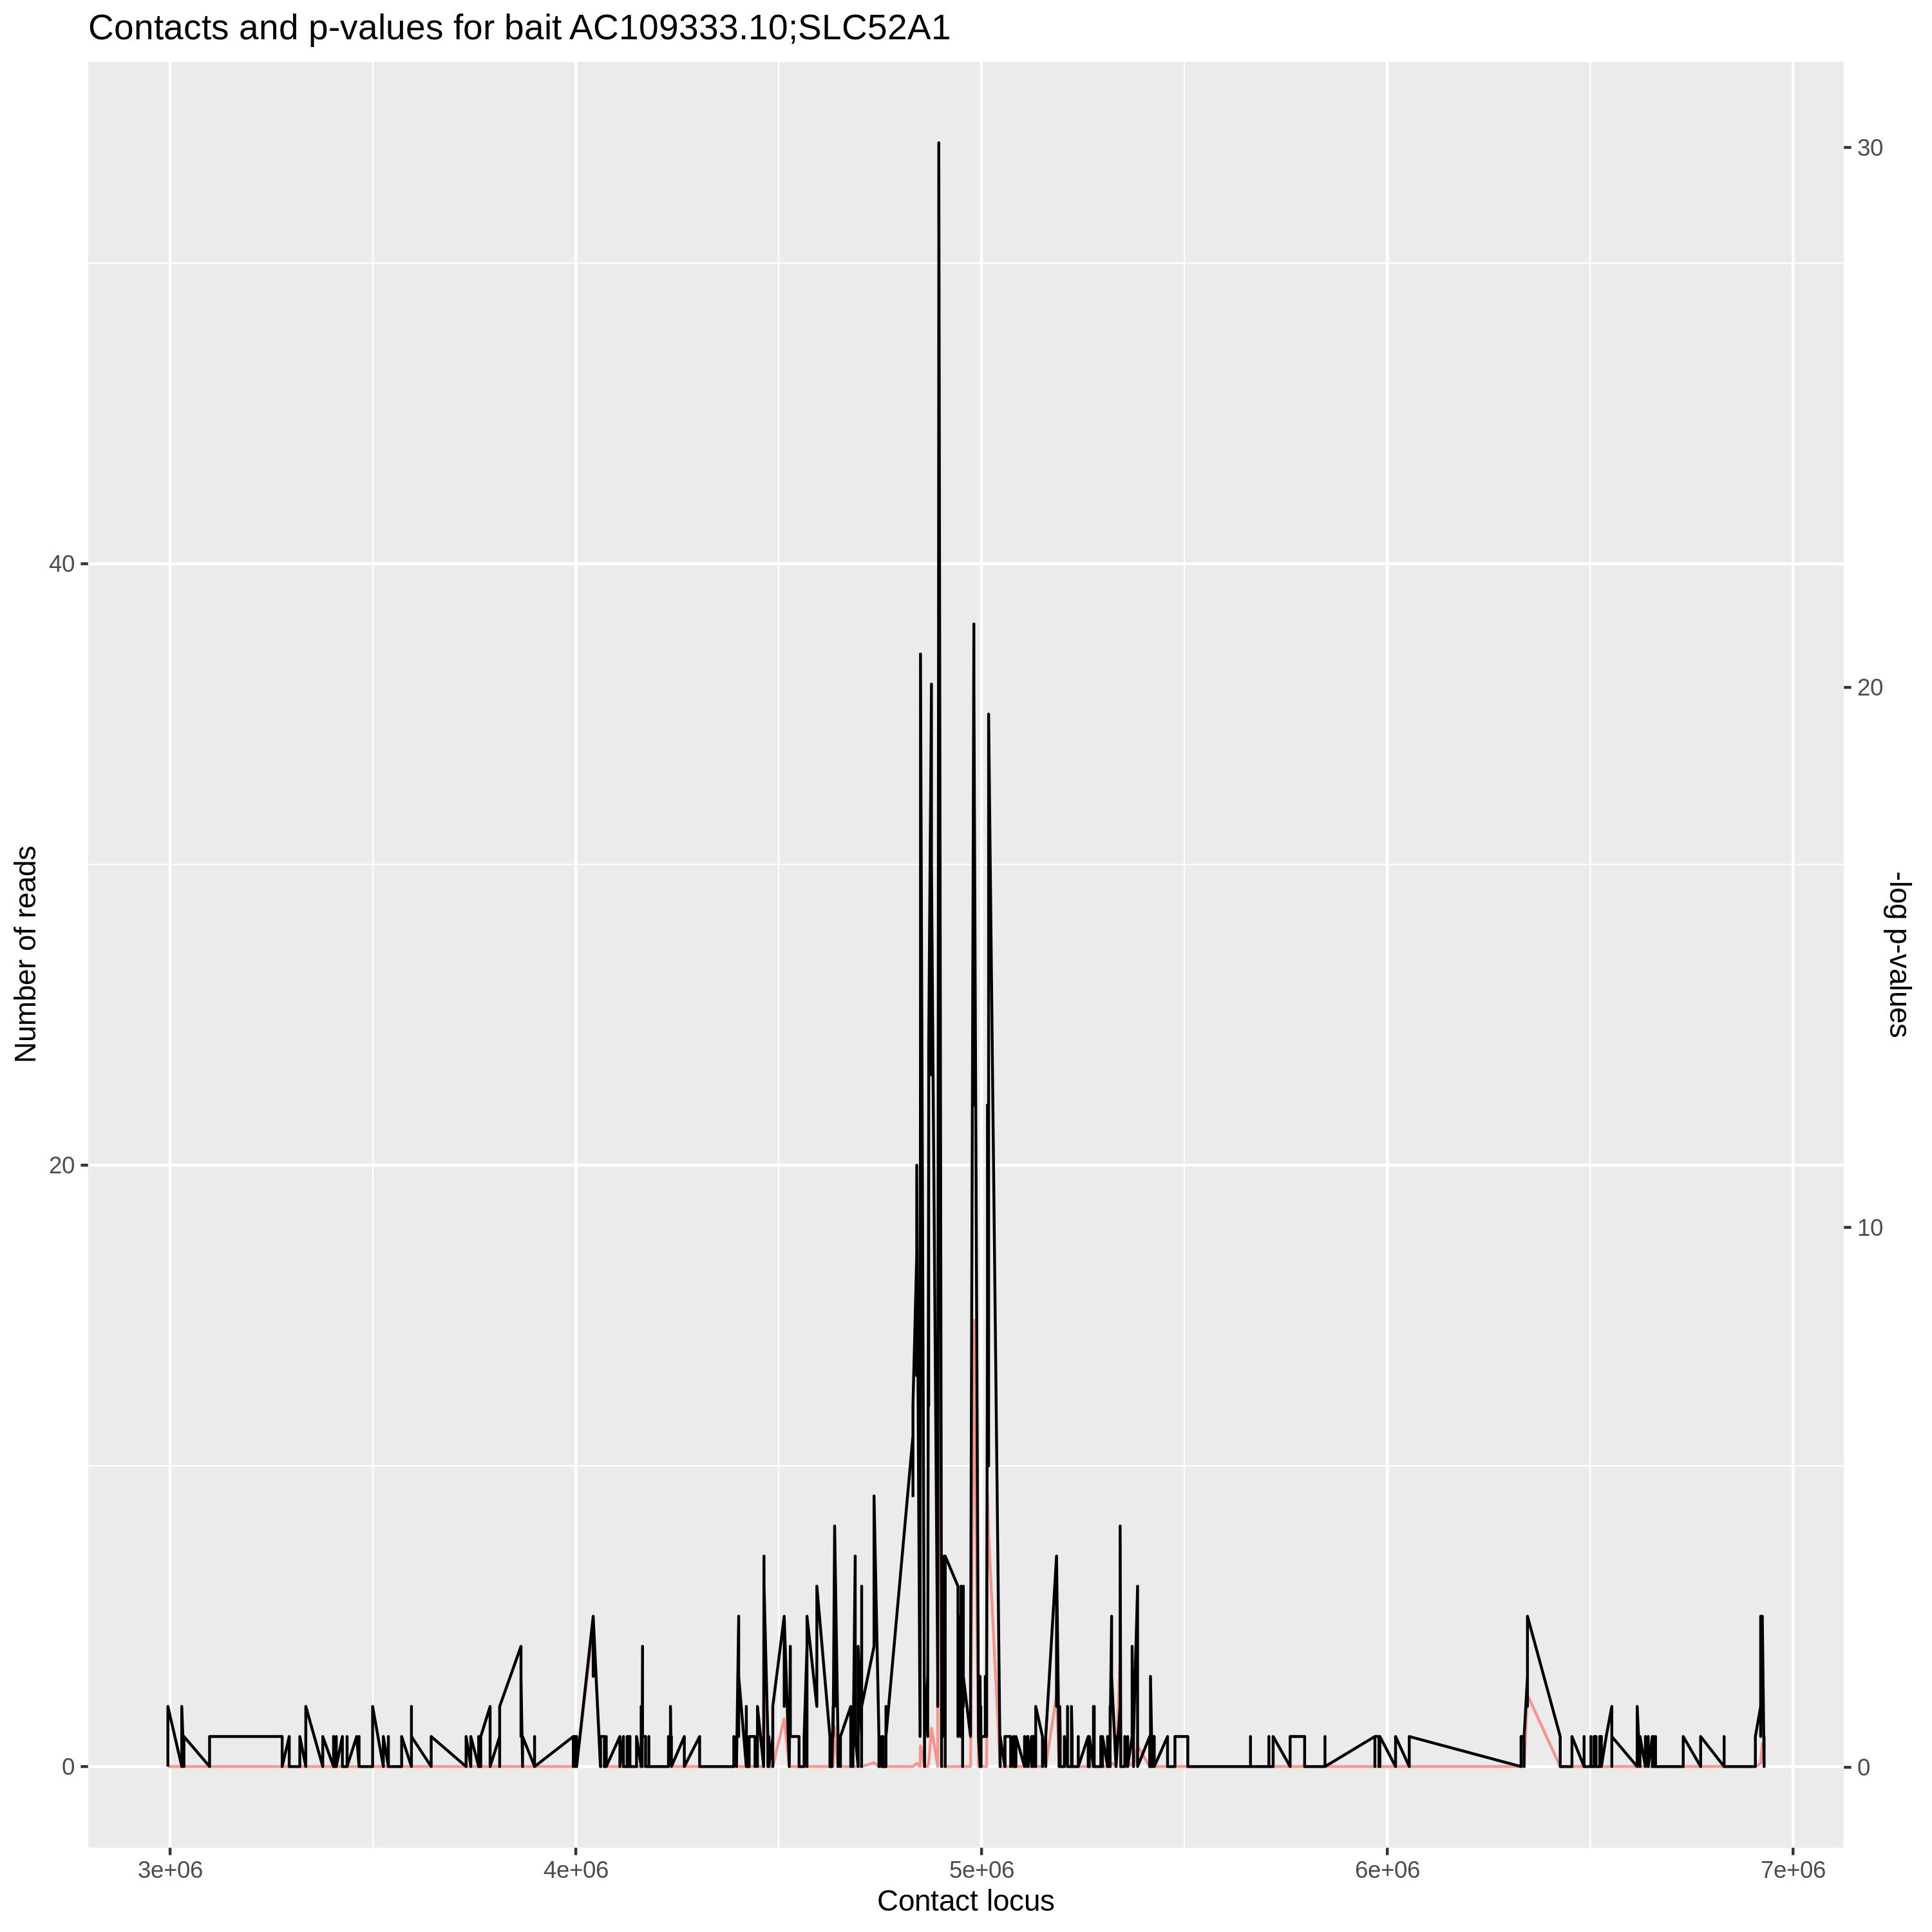 Contacts and p-values for bait AC109333.10;SLC52A1
Number of reads
40
20
0
30
20
10
0
-log p-values
3e+06 4e+06 5e+06 6e+06 7e+06
Contact locus